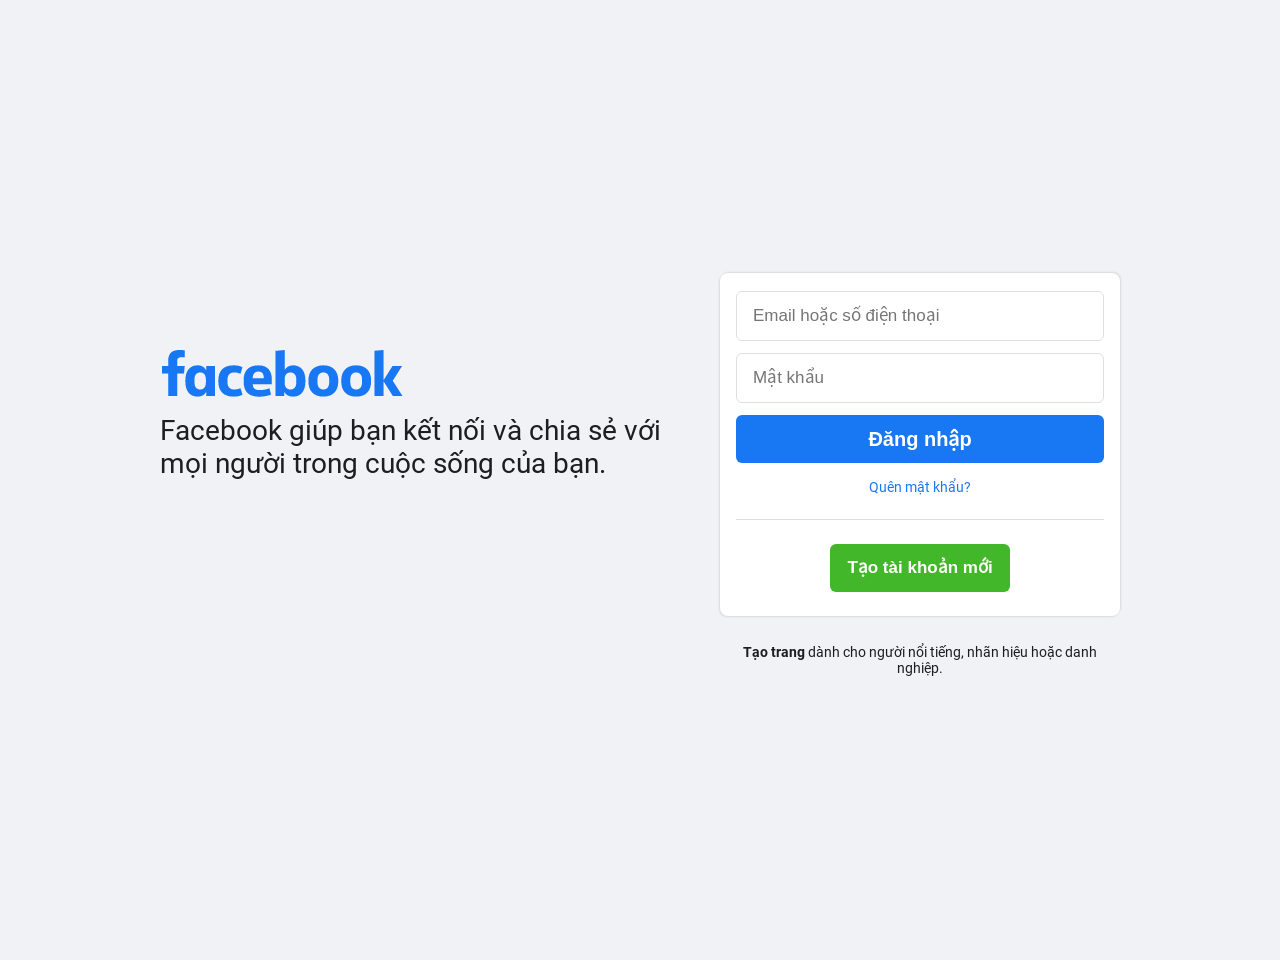 facebook
Facebook giúp bạn kết nối và chia sẻ với
mọi người trong cuộc sống của bạn.
Email hoặc số điện thoại
Mật khẩu
Đăng nhập
Quên mật khẩu?
Tạo tài khoản mới
Tạo trang dành cho người nổi tiếng, nhãn hiệu hoặc danh
nghiệp.